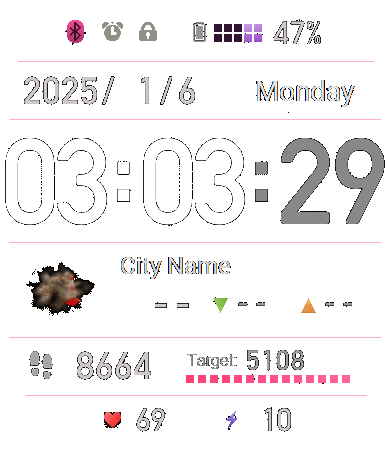 47%
2025/ 1/6 Monday
03:03:29
City Name
-- -- --
8664 Target: 5108
69 10